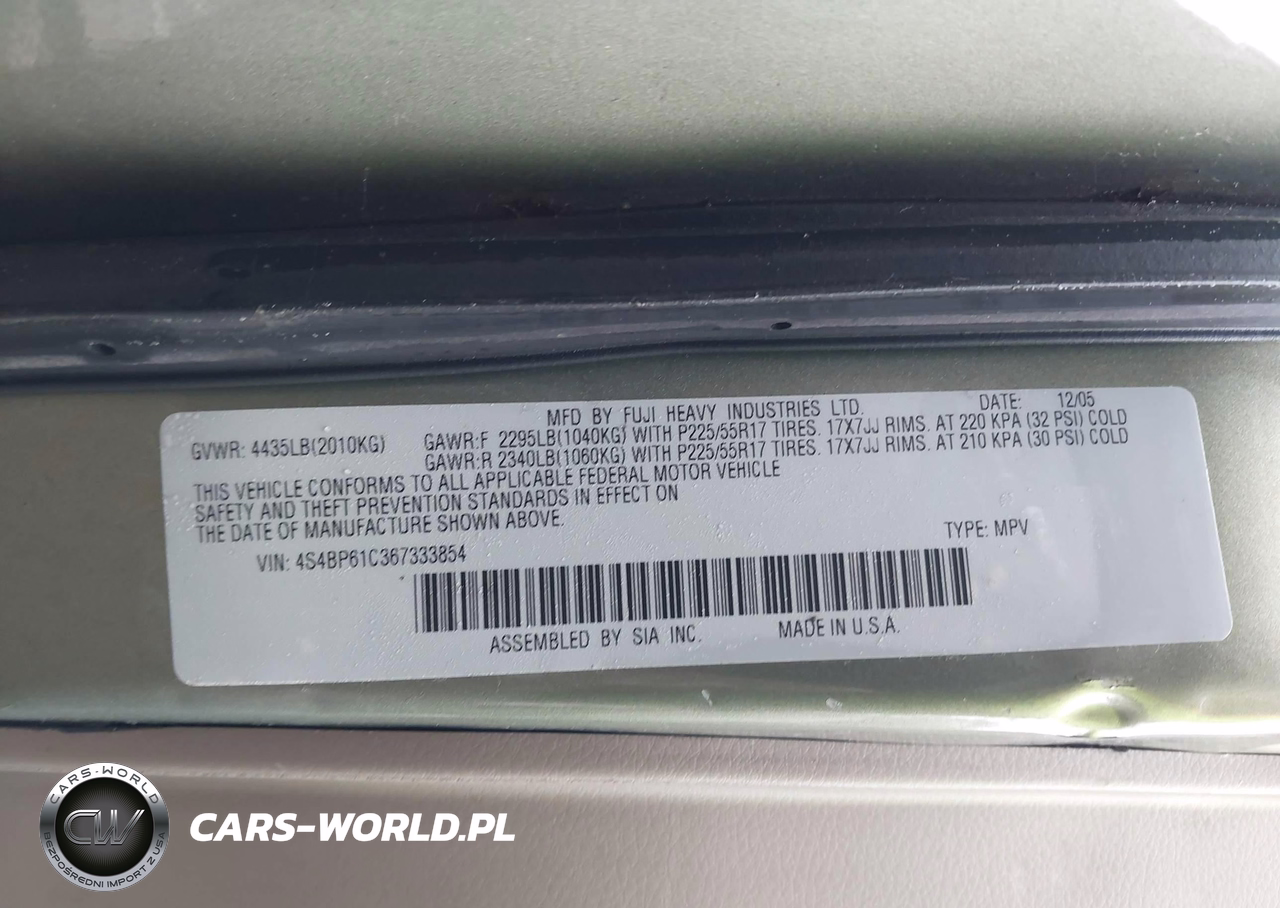 MFD BY FUJI HEAVY INDUSTRIES LTD. DATE: 12/05
GVWR: 4435LB(2010KG) GAWR:F 2295LB(1040KG) WITH P225/55R17 TIRES. 17X7JJ RIMS. AT 220 KPA (32 PSI) COLD
GAWR:R 2340LB(1060KG) WITH P225/55R17 TIRES. 17X7JJ RIMS. AT 210 KPA (30 PSI) COLD
THIS VEHICLE CONFORMS TO ALL APPLICABLE FEDERAL MOTOR VEHICLE
SAFETY AND THEFT PREVENTION STANDARDS IN EFFECT ON
THE DATE OF MANUFACTURE SHOWN ABOVE.
VIN: 4S4BP61C367333854 TYPE: MPV
ASSEMBLED BY SIA INC. MADE IN U.S.A.
CARS-WORLD
CW
BEZPOŚREDNI IMPORT Z USA
CARS-WORLD.PL